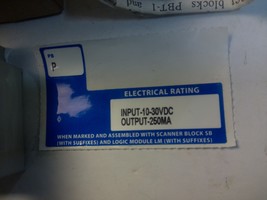 blocks PBT-1
and
ELECTRICAL RATING
INPUT-10-30VDC
OUTPUT-250MA
WHEN MARKED AND ASSEMBLED WITH SCANNER BLOCK SB
(WITH SUFFIXES) AND LOGIC MODULE LM (WITH SUFFIXES)